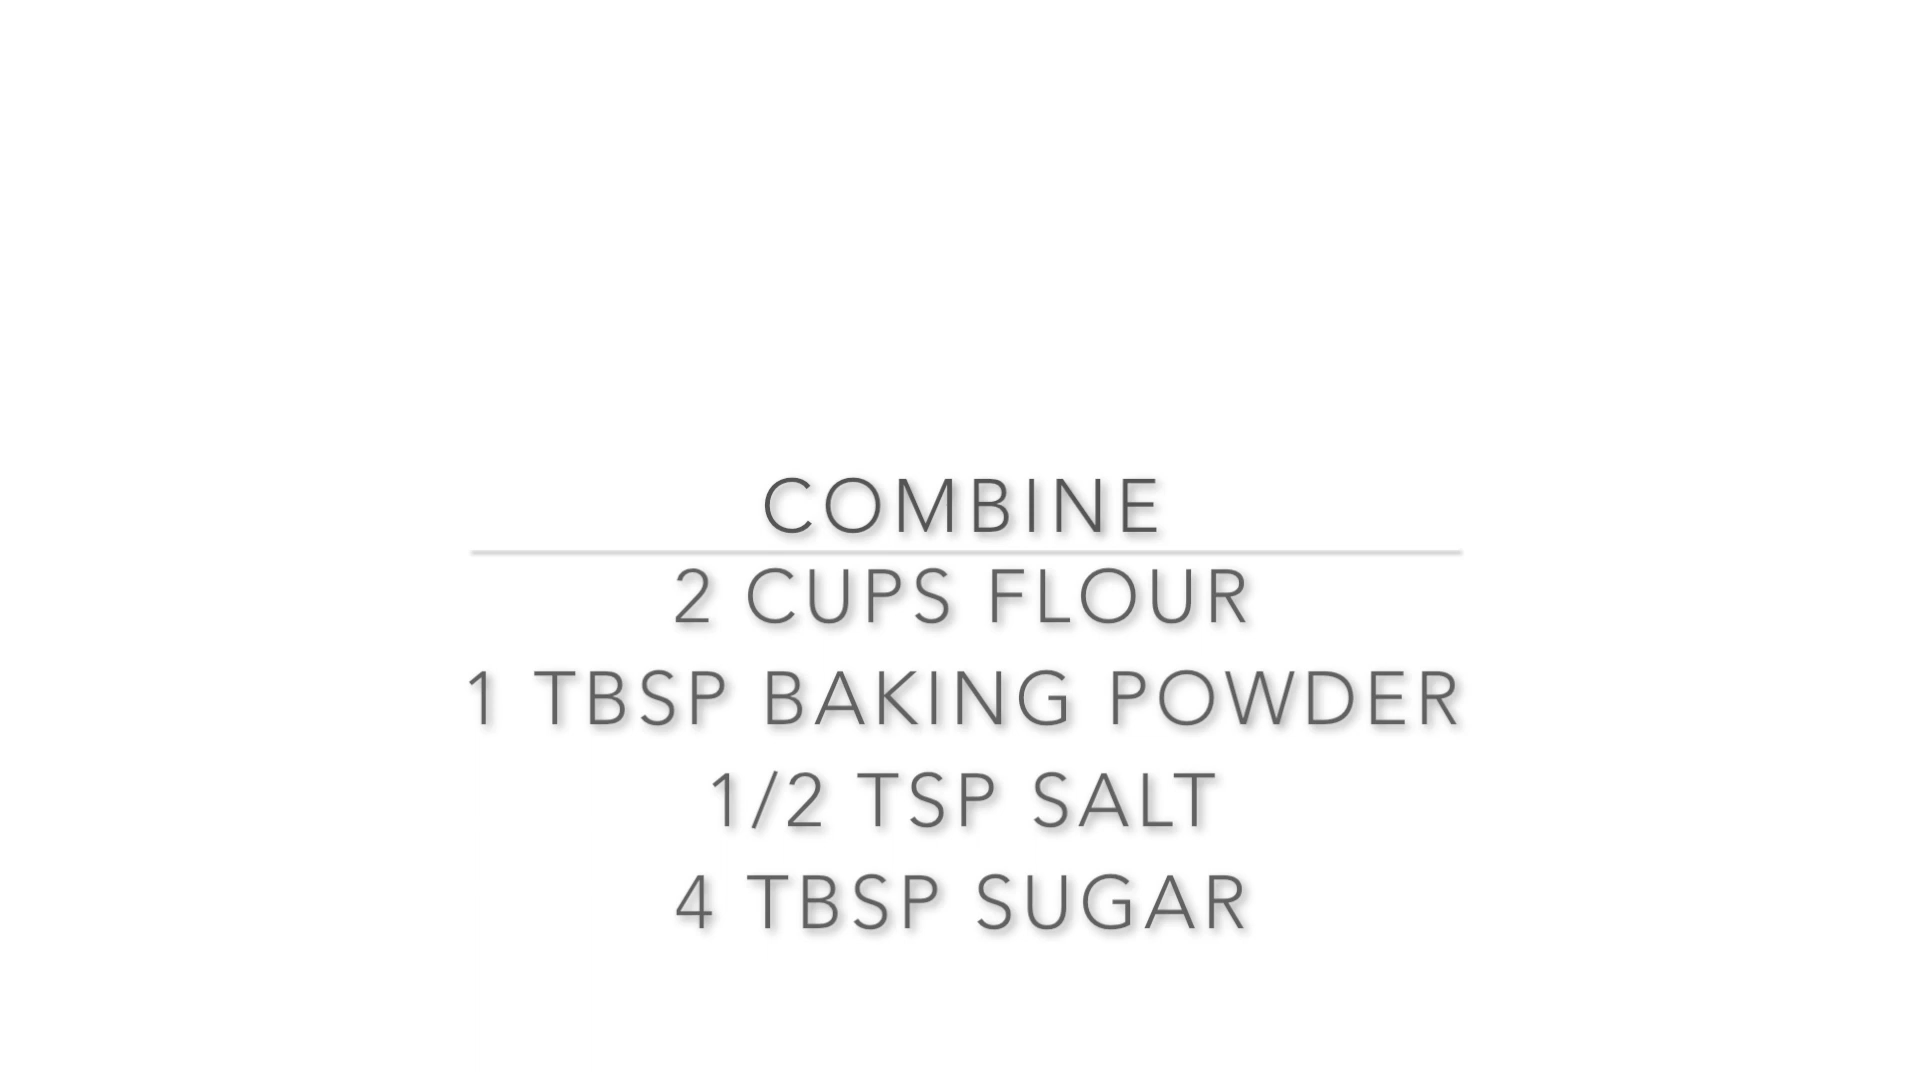 COMBINE
2 CUPS FLOUR
1 TBSP BAKING POWDER
1/2 TSP SALT
4 TBSP SUGAR